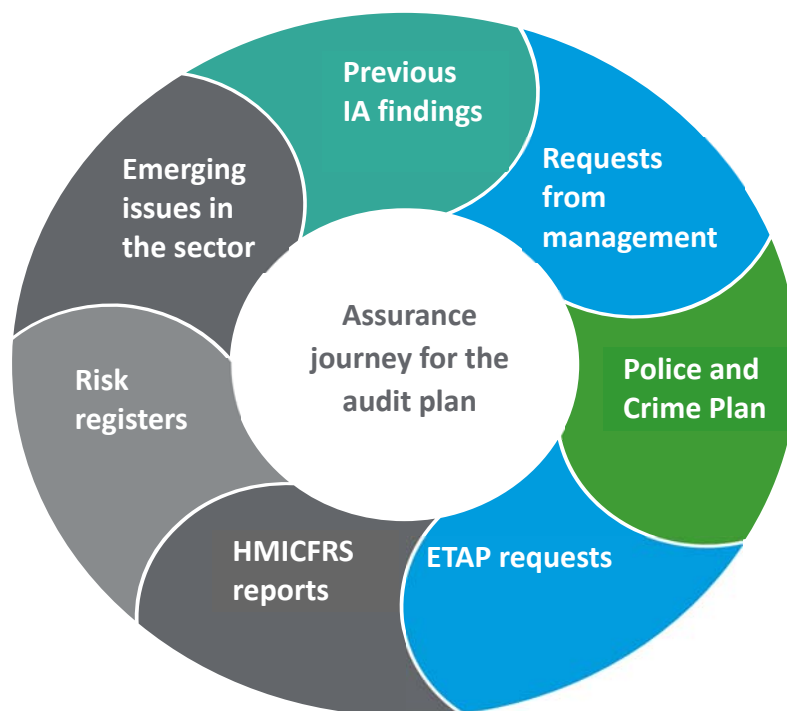 Previous
IA findings
Requests
from
management
Police and
Crime Plan
ETAP requests
HMICFRS
reports
Risk
registers
Emerging
issues in
the sector
Assurance
journey for the
audit plan